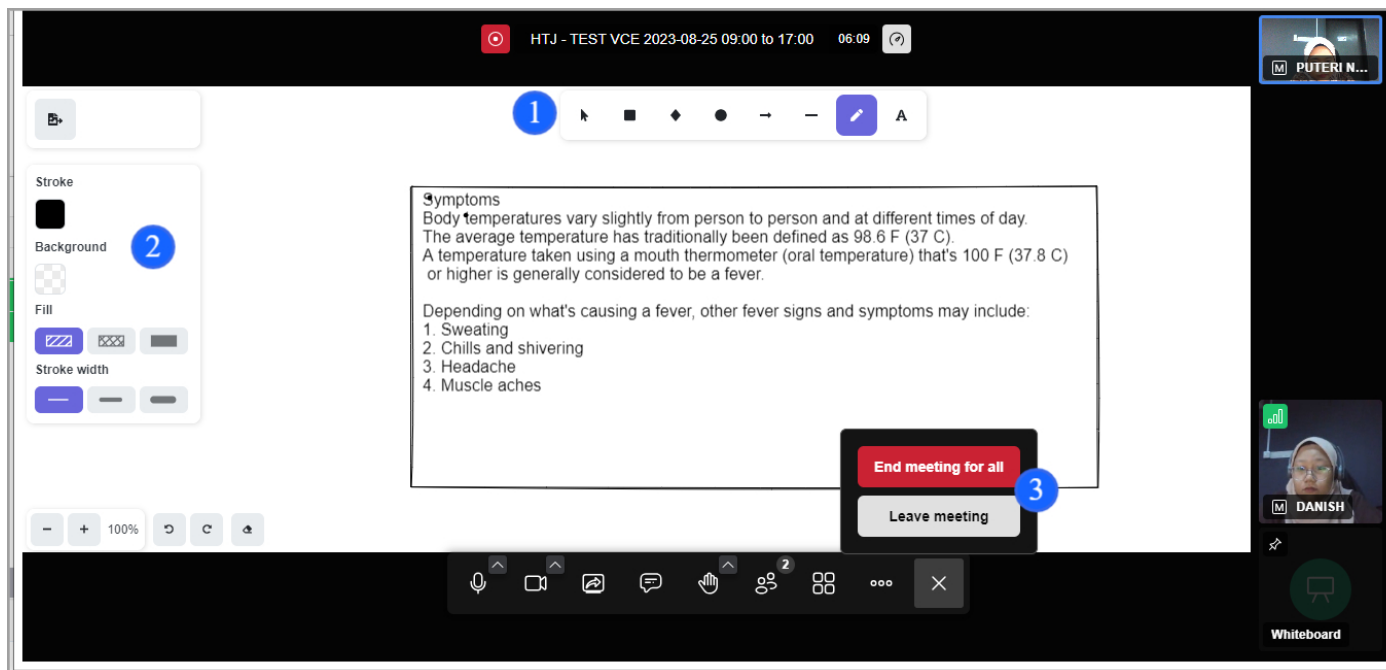 HTJ - TEST VCE 2023-08-25 09:00 to 17:00 06:09
PUTERI N...
1
A
Stroke
Background
2
Fill
Stroke width
Symptoms
Body temperatures vary slightly from person to person and at different times of day.
The average temperature has traditionally been defined as 98.6 F (37 C).
A temperature taken using a mouth thermometer (oral temperature) that's 100 F (37.8 C)
or higher is generally considered to be a fever.
Depending on what's causing a fever, other fever signs and symptoms may include:
1. Sweating
2. Chills and shivering
3. Headache
4. Muscle aches
End meeting for all
3
Leave meeting
100%
2
M DANISH
Whiteboard